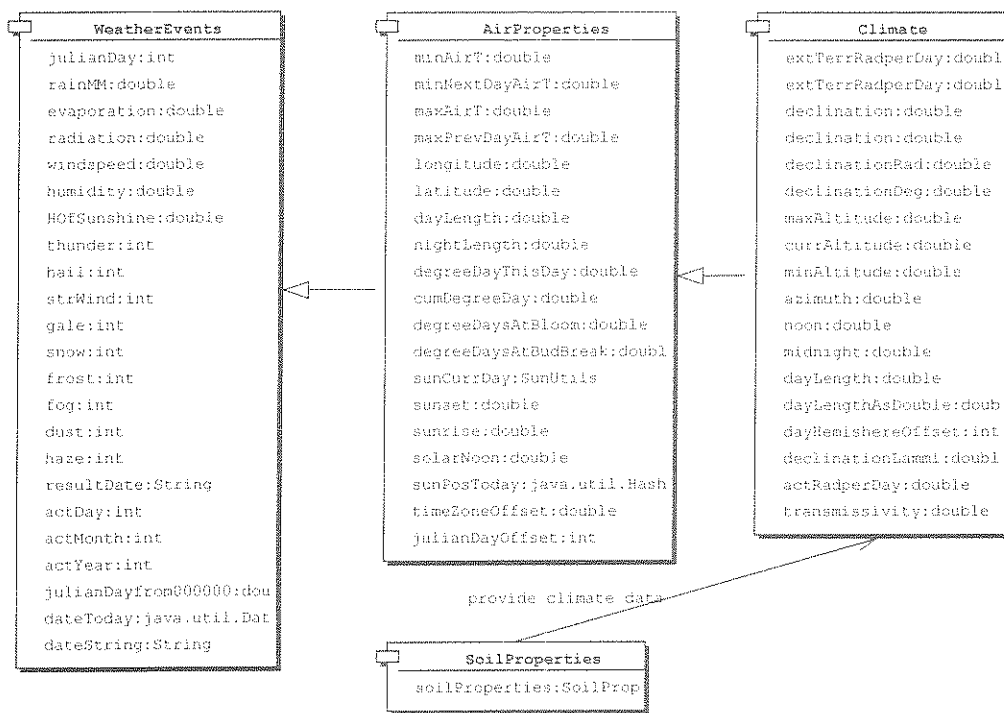 WeatherEvents
julianDay:int
rainMM:double
evaporation:double
radiation:double
windspeed:double
humidity:double
HOfSunshine:double
thunder:int
hail:int
strWind:int
gale:int
snow:int
frost:int
fog:int
dust:int
haze:int
resultDate:String
actDay:int
actMonth:int
actYear:int
julianDayfrom000000:dou
dateToday:java.util.Dat
dateString:String
AirProperties
minAirT:double
minNextDayAirT:double
maxAirT:double
maxPrevDayAirT:double
longitude:double
latitude:double
dayLength:double
nightLength:double
degreeDayThisDay:double
cumDegreeDay:double
degreeDaysAtBloom:double
degreeDaysAtBudBreak:doubl
sunCurrDay:SunUtils
sunset:double
sunrise:double
solarNoon:double
sunPosToday:java.util.Hash
timeZoneOffset:double
julianDayOffset:int
Climate
extTerrRadperDay:doubl
extTerrRadperDay:doubl
declination:double
declination:double
declinationRad:double
declinationDeg:double
maxAltitude:double
currAltitude:double
minAltitude:double
azimuth:double
noon:double
midnight:double
dayLength:double
dayLengthAsDouble:doub
dayHemishereOffset:int
declinationLammi:doubl
actRadperDay:double
transmissivity:double
provide climate data
SoilProperties
soilProperties:SoilProp